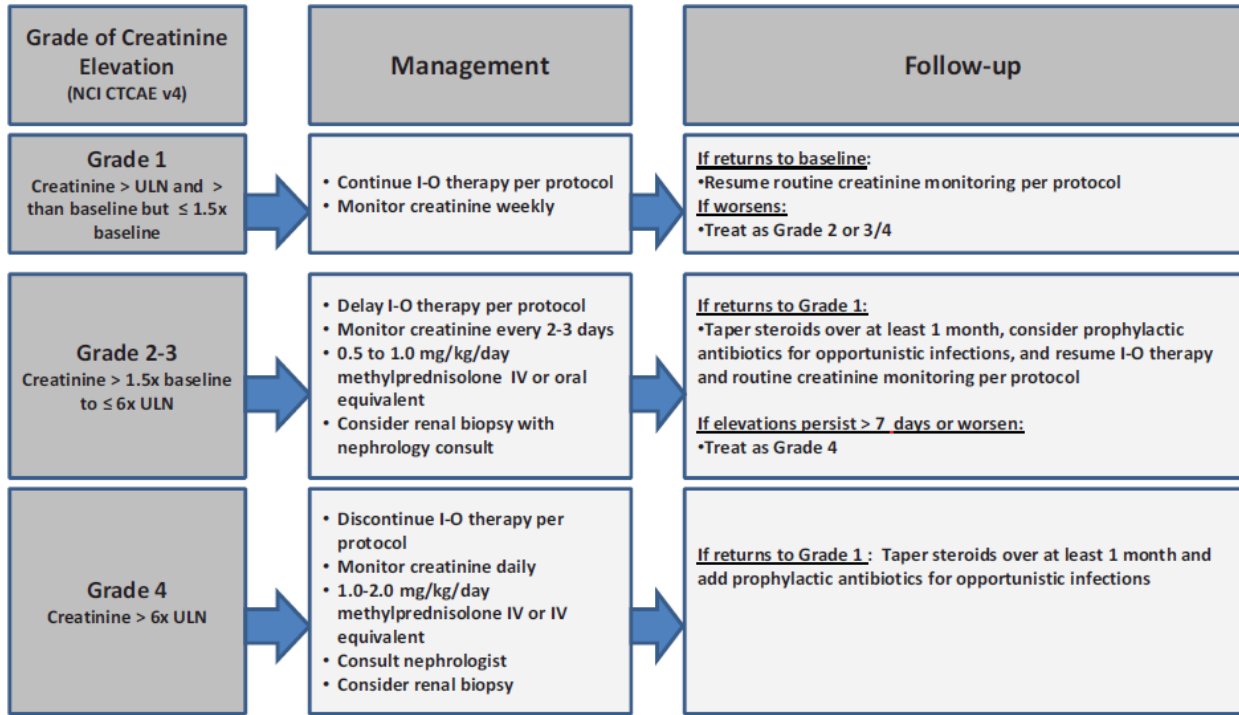 Grade of Creatinine
Elevation
(NCI CTCAE v4)
Management
Follow-up
Grade 1
Creatinine > ULN and >
than baseline but ≤ 1.5x
baseline
• Continue I-O therapy per protocol
• Monitor creatinine weekly
If returns to baseline:
•Resume routine creatinine monitoring per protocol
If worsens:
•Treat as Grade 2 or 3/4
Grade 2-3
Creatinine > 1.5x baseline
to ≤ 6x ULN
• Delay I-O therapy per protocol
• Monitor creatinine every 2-3 days
• 0.5 to 1.0 mg/kg/day
methylprednisolone IV or oral
equivalent
• Consider renal biopsy with
nephrology consult
If returns to Grade 1:
•Taper steroids over at least 1 month, consider prophylactic
antibiotics for opportunistic infections, and resume I-O therapy
and routine creatinine monitoring per protocol
If elevations persist > 7 days or worsen:
•Treat as Grade 4
Grade 4
Creatinine > 6x ULN
• Discontinue I-O therapy per
protocol
• Monitor creatinine daily
• 1.0-2.0 mg/kg/day
methylprednisolone IV or IV
equivalent
• Consult nephrologist
• Consider renal biopsy
If returns to Grade 1 : Taper steroids over at least 1 month and
add prophylactic antibiotics for opportunistic infections